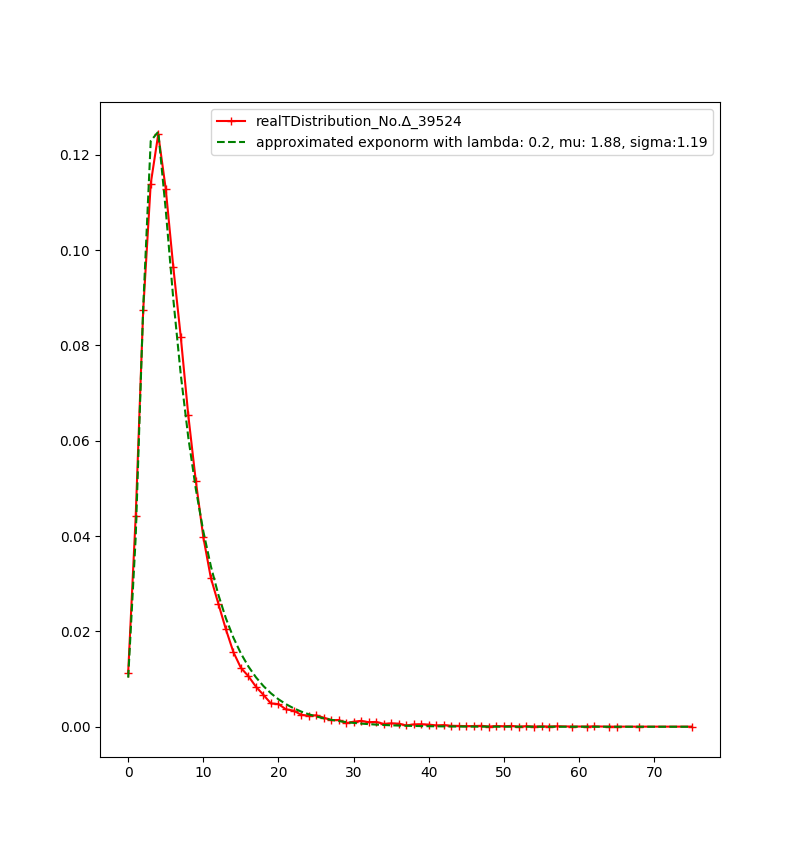 realTDistribution_No.Δ_39524
approximated exponorm with lambda: 0.2, mu: 1.88, sigma:1.19
0.12
0.10
0.08
0.06
0.04
0.02
0.00
0 10 20 30 40 50 60 70